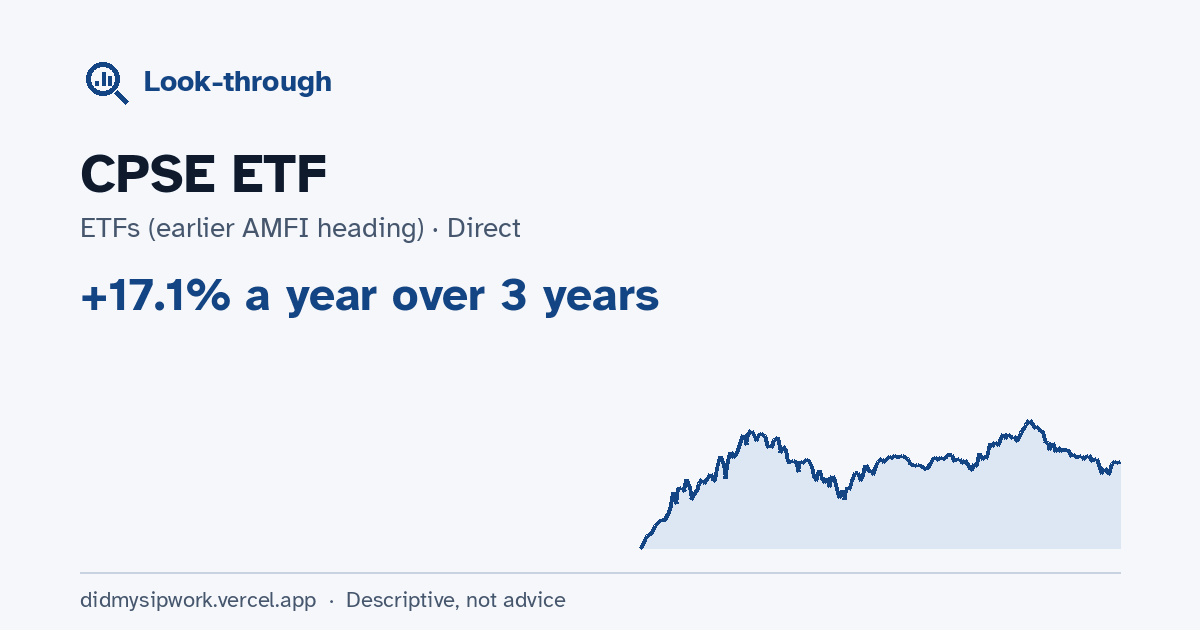 Look-through
CPSE ETF
ETFs (earlier AMFI heading) · Direct
+17.1% a year over 3 years
didmysipwork.vercel.app · Descriptive, not advice